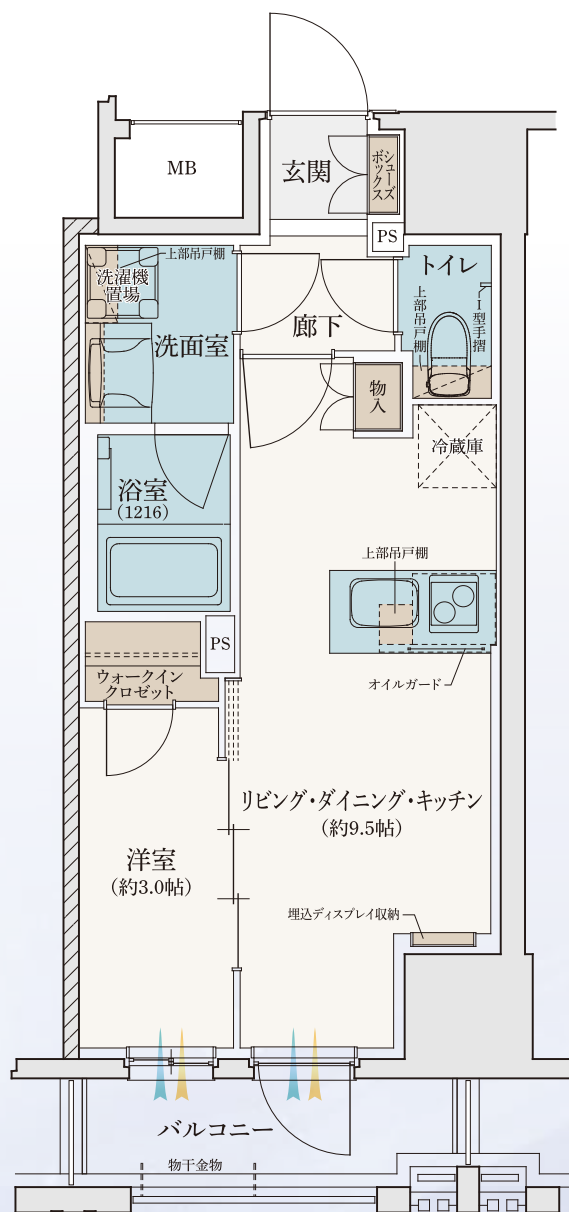 MB
玄関
シューズ
ボックス
PS
上部吊戸棚
洗濯機
置場
洗面室
廊下
トイレ
上部吊戸棚
I型手摺
物入
冷蔵庫
浴室
(1216)
上部吊戸棚
PS
ウォークイン
クロゼット
オイルガード
リビング・ダイニング・キッチン
(約9.5帖)
洋室
(約3.0帖)
埋込ディスプレイ収納
バルコニー
物干金物